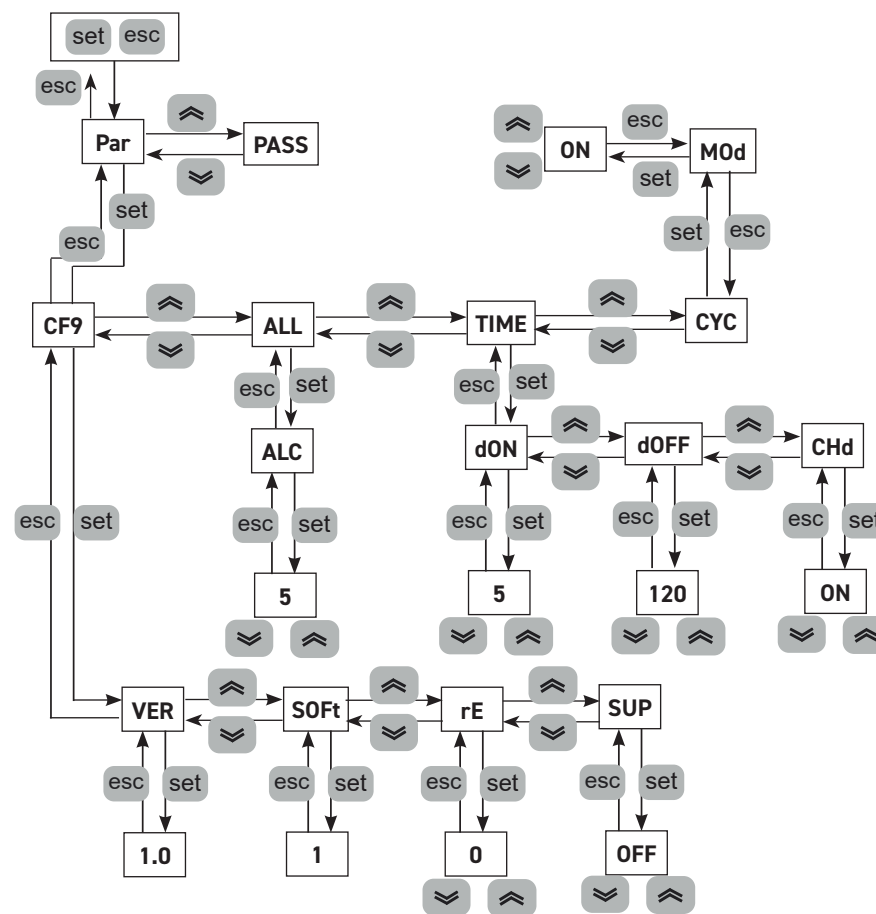 set esc
esc
Par
PASS
esc
set
ON
esc
MOd
set
set
esc
CF9
ALL
TIME
CYC
esc
set
esc
set
ALC
dON
dOFF
CHd
esc
set
esc
set
esc
set
esc
set
esc
set
5
5
120
ON
VER
SOFt
rE
SUP
esc
set
esc
set
esc
set
esc
set
1.0
1
0
OFF